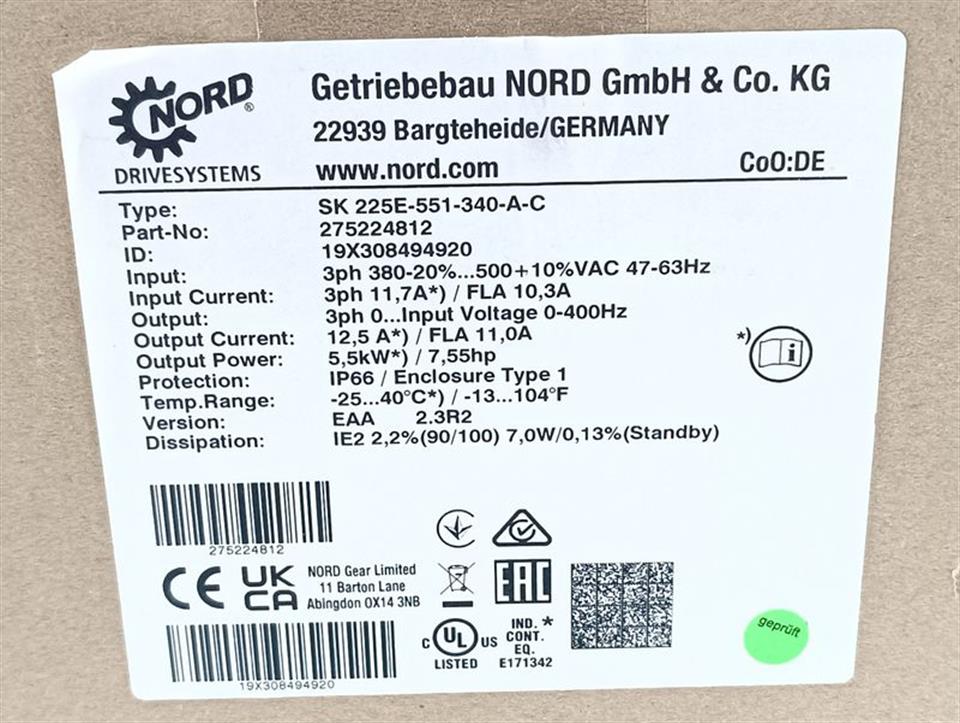 NORD®
DRIVESYSTEMS
Getriebebau NORD GmbH & Co. KG
22939 Bargteheide/GERMANY
www.nord.com CoO:DE
Type: SK 225E-551-340-A-C
Part-No: 275224812
ID: 19X308494920
Input: 3ph 380-20%...500+10%VAC 47-63Hz
Input Current: 3ph 11,7A*) / FLA 10,3A
Output: 3ph 0...Input Voltage 0-400Hz
Output Current: 12,5 A*) / FLA 11,0A
Output Power: 5,5kW*) / 7,55hp
Protection: IP66 / Enclosure Type 1
Temp.Range: -25...40°C*) / -13...104°F
Version: EAA 2.3R2
Dissipation: IE2 2,2%(90/100) 7,0W/0,13%(Standby)
*) i
275224812
CE UK CA
NORD Gear Limited
11 Barton Lane
Abingdon OX14 3NB
EAC
C UL US
LISTED
IND. *
CONT.
EQ.
E171342
geprüft
19X308494920